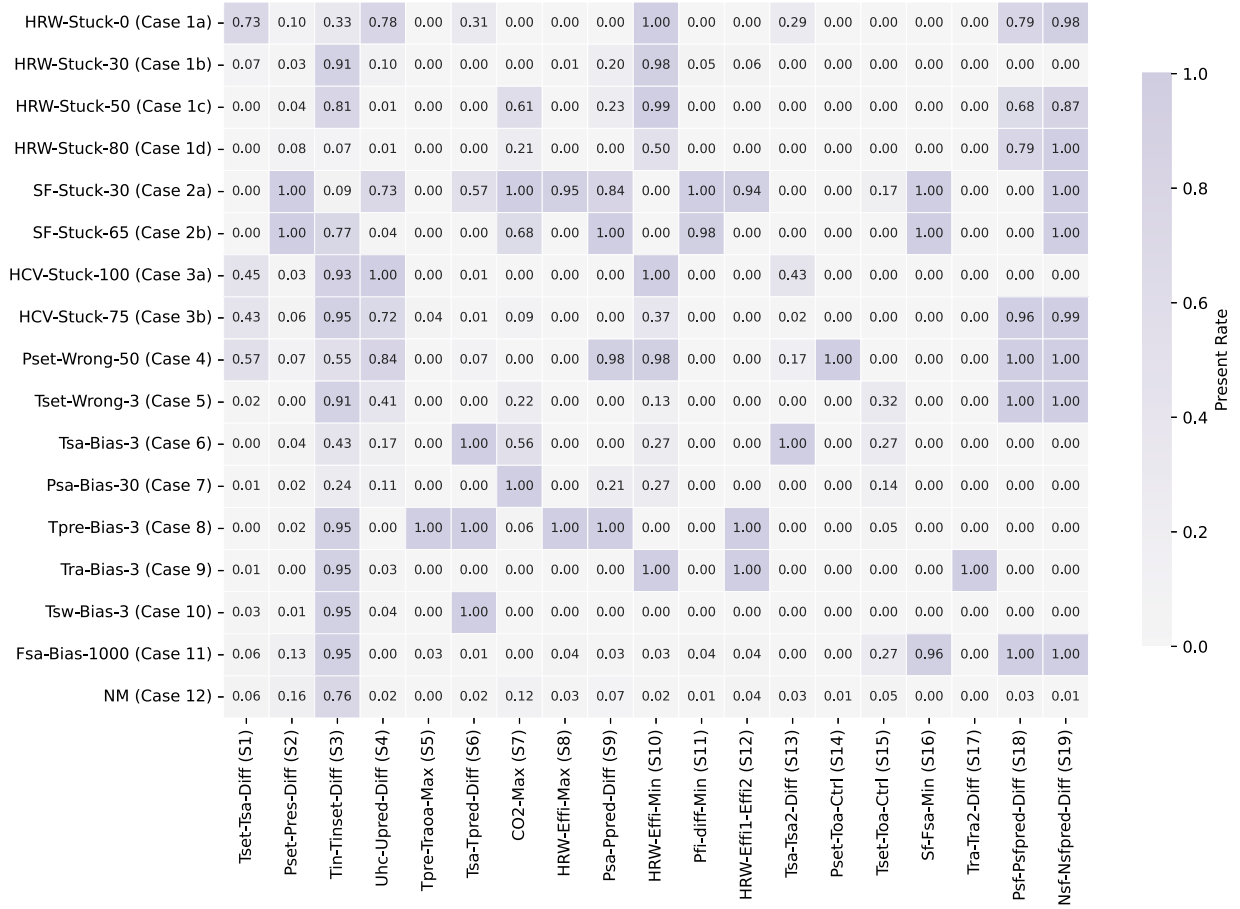 HRW-Stuck-0 (Case 1a) 0.73 0.10 0.33 0.78 0.00 0.31 0.00 0.00 0.00 1.00 0.00 0.00 0.29 0.00 0.00 0.00 0.00 0.79 0.98
HRW-Stuck-30 (Case 1b) 0.07 0.03 0.91 0.10 0.00 0.00 0.00 0.01 0.20 0.98 0.05 0.06 0.00 0.00 0.00 0.00 0.00 0.00 0.00
HRW-Stuck-50 (Case 1c) 0.00 0.04 0.81 0.01 0.00 0.00 0.61 0.00 0.23 0.99 0.00 0.00 0.00 0.00 0.00 0.00 0.00 0.68 0.87
HRW-Stuck-80 (Case 1d) 0.00 0.08 0.07 0.01 0.00 0.00 0.21 0.00 0.00 0.50 0.00 0.00 0.00 0.00 0.00 0.00 0.00 0.79 1.00
SF-Stuck-30 (Case 2a) 0.00 1.00 0.09 0.73 0.00 0.57 1.00 0.95 0.84 0.00 1.00 0.94 0.00 0.00 0.17 1.00 0.00 0.00 1.00
SF-Stuck-65 (Case 2b) 0.00 1.00 0.77 0.04 0.00 0.00 0.68 0.00 1.00 0.00 0.98 0.00 0.00 0.00 0.00 1.00 0.00 0.00 1.00
HCV-Stuck-100 (Case 3a) 0.45 0.03 0.93 1.00 0.00 0.01 0.00 0.00 0.00 1.00 0.00 0.00 0.43 0.00 0.00 0.00 0.00 0.00 0.00
HCV-Stuck-75 (Case 3b) 0.43 0.06 0.95 0.72 0.04 0.01 0.09 0.00 0.00 0.37 0.00 0.00 0.02 0.00 0.00 0.00 0.00 0.96 0.99
Pset-Wrong-50 (Case 4) 0.57 0.07 0.55 0.84 0.00 0.07 0.00 0.00 0.98 0.98 0.00 0.00 0.17 1.00 0.00 0.00 0.00 1.00 1.00
Tset-Wrong-3 (Case 5) 0.02 0.00 0.91 0.41 0.00 0.00 0.22 0.00 0.00 0.13 0.00 0.00 0.00 0.00 0.32 0.00 0.00 1.00 1.00
Tsa-Bias-3 (Case 6) 0.00 0.04 0.43 0.17 0.00 1.00 0.56 0.00 0.00 0.27 0.00 0.00 1.00 0.00 0.27 0.00 0.00 0.00 0.00
Psa-Bias-30 (Case 7) 0.01 0.02 0.24 0.11 0.00 0.00 1.00 0.00 0.21 0.27 0.00 0.00 0.00 0.00 0.14 0.00 0.00 0.00 0.00
Tpre-Bias-3 (Case 8) 0.00 0.02 0.95 0.00 1.00 1.00 0.06 1.00 1.00 0.00 0.00 1.00 0.00 0.00 0.05 0.00 0.00 0.00 0.00
Tra-Bias-3 (Case 9) 0.01 0.00 0.95 0.03 0.00 0.00 0.00 0.00 0.00 1.00 0.00 1.00 0.00 0.00 0.00 0.00 1.00 0.00 0.00
Tsw-Bias-3 (Case 10) 0.03 0.01 0.95 0.04 0.00 1.00 0.00 0.00 0.00 0.00 0.00 0.00 0.00 0.00 0.00 0.00 0.00 0.00 0.00
Fsa-Bias-1000 (Case 11) 0.06 0.13 0.95 0.00 0.03 0.01 0.00 0.04 0.03 0.03 0.04 0.04 0.00 0.00 0.27 0.96 0.00 1.00 1.00
NM (Case 12) 0.06 0.16 0.76 0.02 0.00 0.02 0.12 0.03 0.07 0.02 0.01 0.04 0.03 0.01 0.05 0.00 0.00 0.03 0.01
Tset-Tsa-Diff (S1)
Pset-Pres-Diff (S2)
Tin-Tinset-Diff (S3)
Uhc-Upred-Diff (S4)
Tpre-Traoa-Max (S5)
Tsa-Tpred-Diff (S6)
CO2-Max (S7)
HRW-Effi-Max (S8)
Psa-Ppred-Diff (S9)
HRW-Effi-Min (S10)
Pfi-diff-Min (S11)
HRW-Effi1-Effi2 (S12)
Tsa-Tsa2-Diff (S13)
Pset-Toa-Ctrl (S14)
Tset-Toa-Ctrl (S15)
Sf-Fsa-Min (S16)
Tra-Tra2-Diff (S17)
Psf-Psfpred-Diff (S18)
Nsf-Nsfpred-Diff (S19)
1.0
0.8
0.6
0.4
0.2
0.0
Present Rate